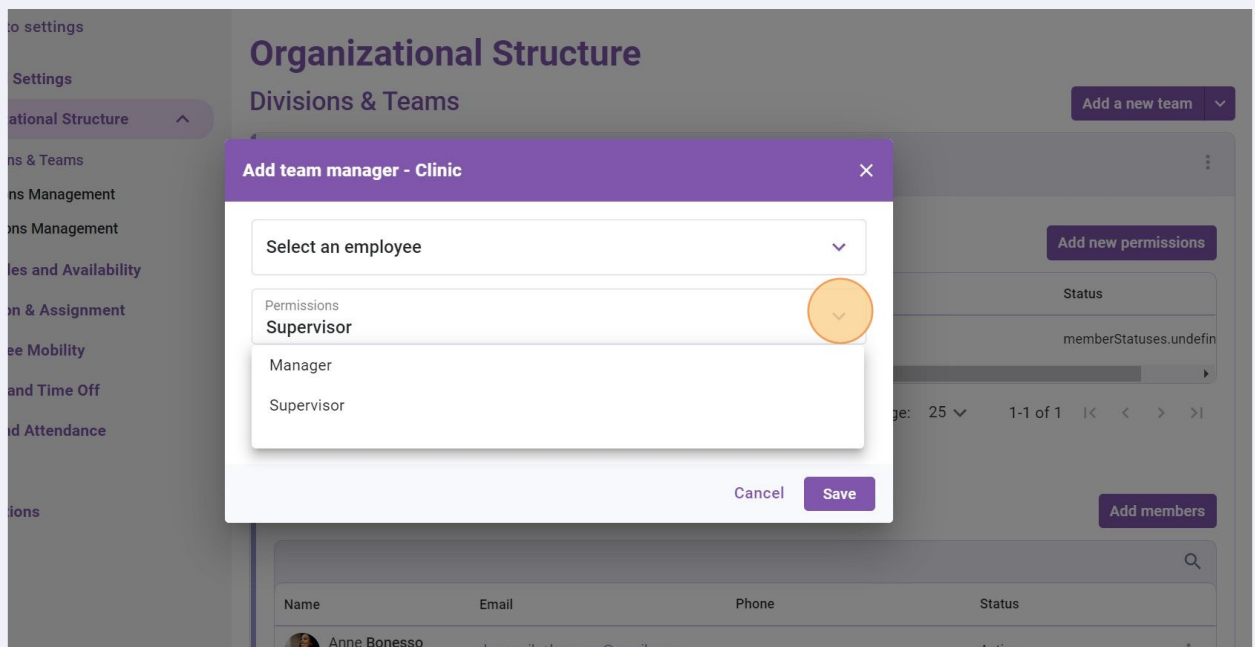 to settings
Organizational Structure
Settings
Divisions & Teams
Add a new team
ational Structure
ns & Teams
Add team manager - Clinic
ns Management
ons Management
Select an employee
Add new permissions
les and Availability
Status
on & Assignment
Permissions
Supervisor
memberStatuses.undefin
ee Mobility
Manager
and Time Off
Supervisor
ge: 25
1-1 of 1
nd Attendance
Cancel
Save
tions
Add members
Name
Email
Phone
Status
Anne Bonesso